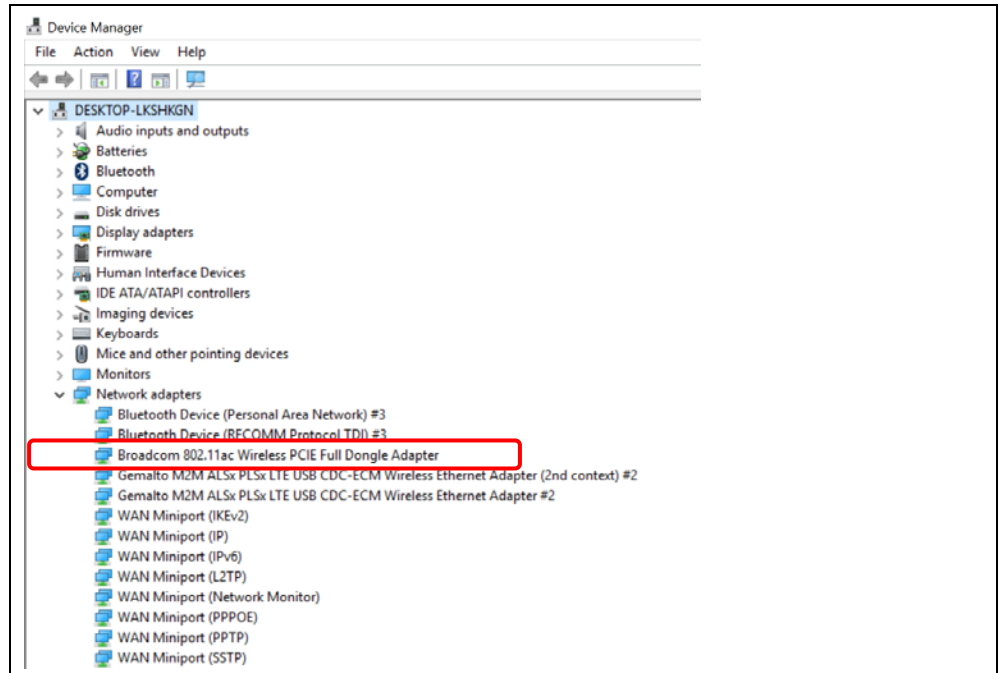 Device Manager
File Action View Help
DESKTOP-LKSHKGN
Audio inputs and outputs
Batteries
Bluetooth
Computer
Disk drives
Display adapters
Firmware
Human Interface Devices
IDE ATA/ATAPI controllers
Imaging devices
Keyboards
Mice and other pointing devices
Monitors
Network adapters
Bluetooth Device (Personal Area Network) #3
Bluetooth Device (RFCOMM Protocol TDI) #3
Broadcom 802.11ac Wireless PCIE Full Dongle Adapter
Gemalto M2M ALSx PLSx LTE USB CDC-ECM Wireless Ethernet Adapter (2nd context) #2
Gemalto M2M ALSx PLSx LTE USB CDC-ECM Wireless Ethernet Adapter #2
WAN Miniport (IKEv2)
WAN Miniport (IP)
WAN Miniport (IPv6)
WAN Miniport (L2TP)
WAN Miniport (Network Monitor)
WAN Miniport (PPPOE)
WAN Miniport (PPTP)
WAN Miniport (SSTP)